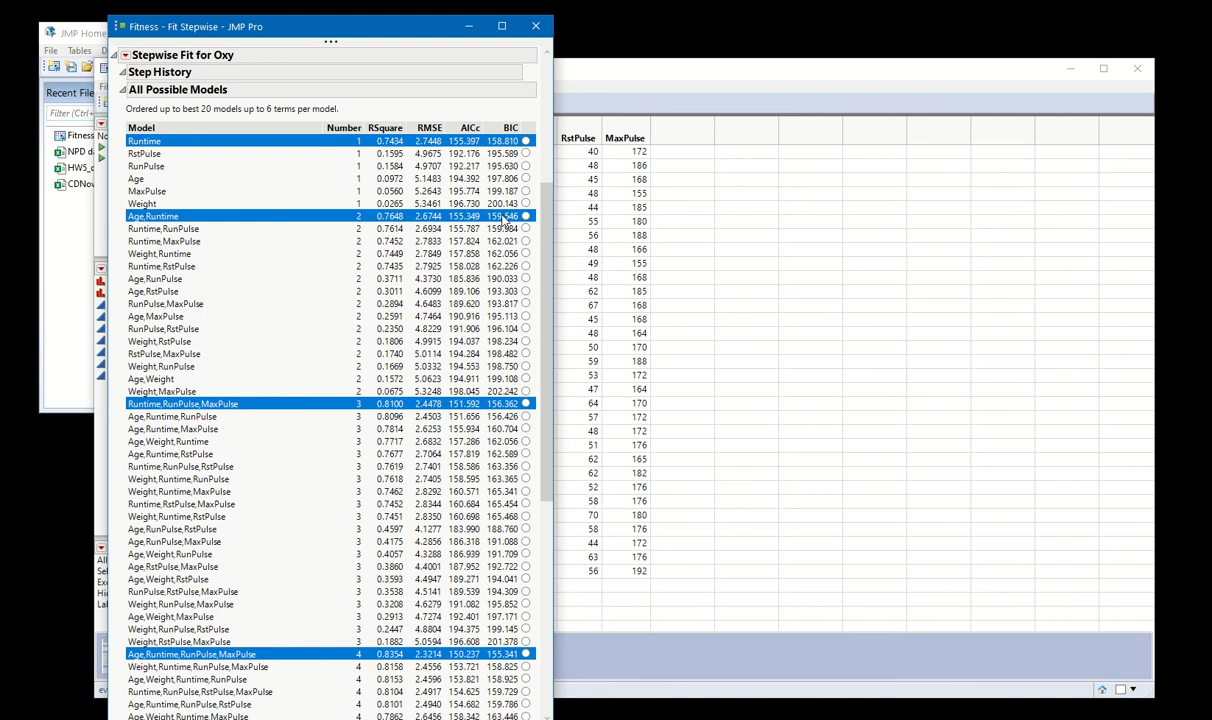 Fitness - Fit Stepwise - JMP Pro
JMP Home
File Tables
Recent File
Filter (Ctrl+
Fitness
NPD da
HW5_c
CDNow
Stepwise Fit for Oxy
Step History
All Possible Models
Ordered up to best 20 models up to 6 terms per model.
Model Number RSquare RMSE AICc BIC
Runtime 1 0.7434 2.7448 155.397 158.810
RstPulse 1 0.1595 4.9675 192.176 195.589
RunPulse 1 0.1584 4.9707 192.217 195.630
Age 1 0.0972 5.1483 194.392 197.806
MaxPulse 1 0.0560 5.2643 195.774 199.187
Weight 1 0.0265 5.3461 196.730 200.143
Age,Runtime 2 0.7648 2.6744 155.349 159.546
Runtime,RunPulse 2 0.7614 2.6934 155.787 159.984
Runtime,MaxPulse 2 0.7452 2.7833 157.824 162.021
Weight,Runtime 2 0.7449 2.7849 157.858 162.056
Runtime,RstPulse 2 0.7435 2.7925 158.028 162.226
Age,RunPulse 2 0.3711 4.3730 185.836 190.033
Age,RstPulse 2 0.3011 4.6099 189.106 193.303
RunPulse,MaxPulse 2 0.2894 4.6483 189.620 193.817
Age,MaxPulse 2 0.2591 4.7464 190.916 195.113
RunPulse,RstPulse 2 0.2350 4.8229 191.906 196.104
Weight,RstPulse 2 0.1806 4.9915 194.037 198.234
RstPulse,MaxPulse 2 0.1740 5.0114 194.284 198.482
Weight,RunPulse 2 0.1669 5.0332 194.553 198.750
Age,Weight 2 0.1572 5.0623 194.911 199.108
Weight,MaxPulse 2 0.0675 5.3248 198.045 202.242
Runtime,RunPulse,MaxPulse 3 0.8100 2.4478 151.592 156.362
Age,Runtime,RunPulse 3 0.8096 2.4503 151.656 156.426
Age,Runtime,MaxPulse 3 0.7814 2.6253 155.934 160.704
Age,Weight,Runtime 3 0.7717 2.6832 157.286 162.056
Age,Runtime,RstPulse 3 0.7677 2.7064 157.819 162.589
Runtime,RunPulse,RstPulse 3 0.7619 2.7401 158.586 163.356
Weight,Runtime,RunPulse 3 0.7618 2.7405 158.595 163.365
Weight,Runtime,MaxPulse 3 0.7462 2.8292 160.571 165.341
Runtime,RstPulse,MaxPulse 3 0.7452 2.8344 160.684 165.454
Weight,Runtime,RstPulse 3 0.7451 2.8350 160.698 165.468
Age,RunPulse,RstPulse 3 0.4597 4.1277 183.990 188.760
Age,RunPulse,MaxPulse 3 0.4175 4.2856 186.318 191.088
Age,Weight,RunPulse 3 0.4057 4.3288 186.939 191.709
Age,RstPulse,MaxPulse 3 0.3860 4.4001 187.952 192.722
Age,Weight,RstPulse 3 0.3593 4.4947 189.271 194.041
RunPulse,RstPulse,MaxPulse 3 0.3538 4.5141 189.539 194.309
Weight,RunPulse,MaxPulse 3 0.3208 4.6279 191.082 195.852
Age,Weight,MaxPulse 3 0.2913 4.7274 192.401 197.171
Weight,RunPulse,RstPulse 3 0.2447 4.8804 194.375 199.145
Weight,RstPulse,MaxPulse 3 0.1882 5.0594 196.608 201.378
Age,Runtime,RunPulse,MaxPulse 4 0.8354 2.3214 150.237 155.341
Weight,Runtime,RunPulse,MaxPulse 4 0.8158 2.4556 153.721 158.825
Age,Weight,Runtime,RunPulse 4 0.8153 2.4596 153.821 158.925
Runtime,RunPulse,RstPulse,MaxPulse 4 0.8104 2.4917 154.625 159.729
Age,Runtime,RunPulse,RstPulse 4 0.8101 2.4940 154.682 159.786
Age,Weight,Runtime,MaxPulse 4 0.7862 2.6456 158.342 163.446
RstPulse MaxPulse
40 172
48 186
45 168
48 155
44 185
55 180
56 188
48 166
49 155
48 168
62 185
67 168
45 168
48 164
50 170
59 188
53 172
47 164
64 170
57 172
48 172
51 176
62 165
62 182
52 176
58 176
70 180
58 176
44 172
63 176
56 192